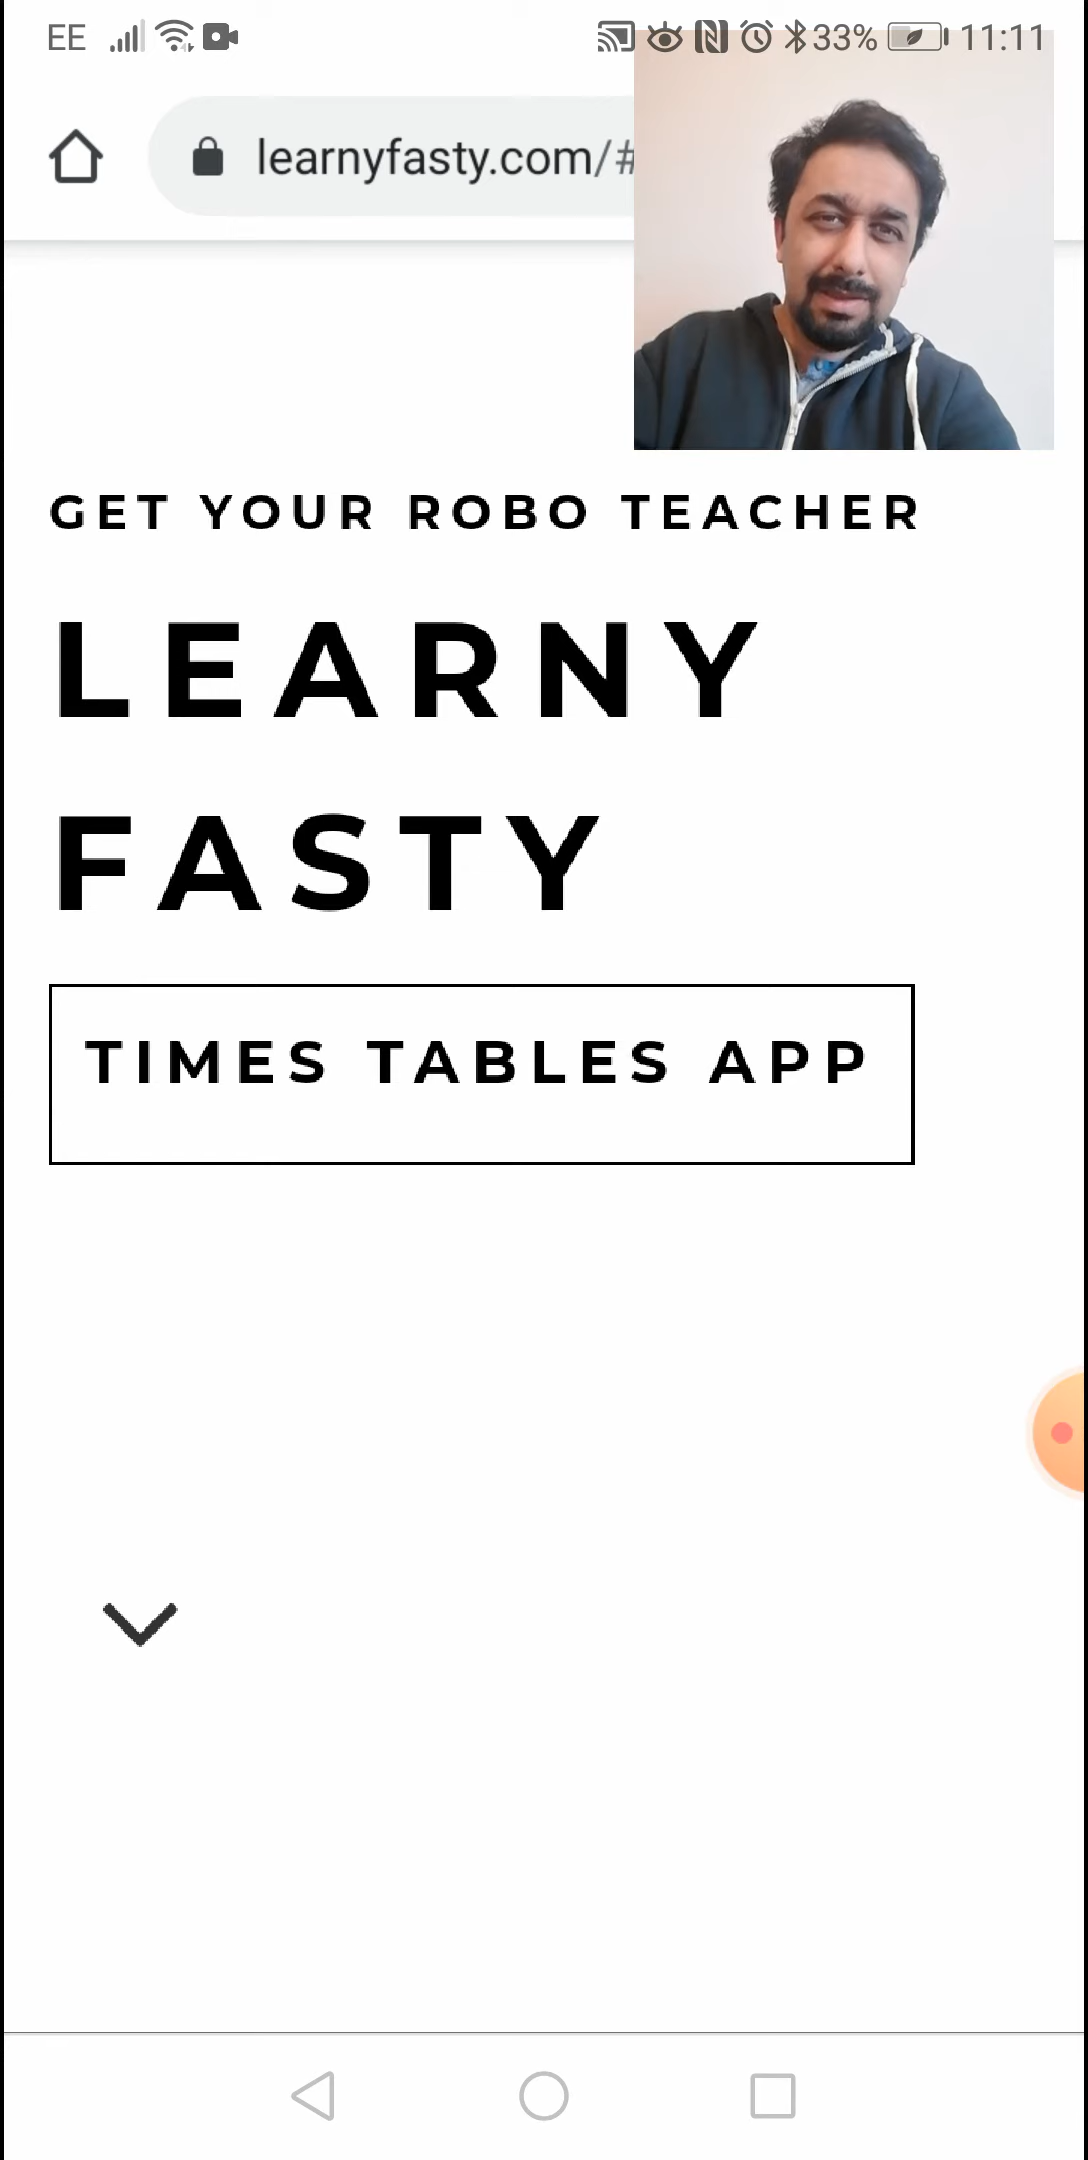 EE 33% 11:11
learnyfasty.com/#
GET YOUR ROBO TEACHER
LEARNY
FASTY
TIMES TABLES APP